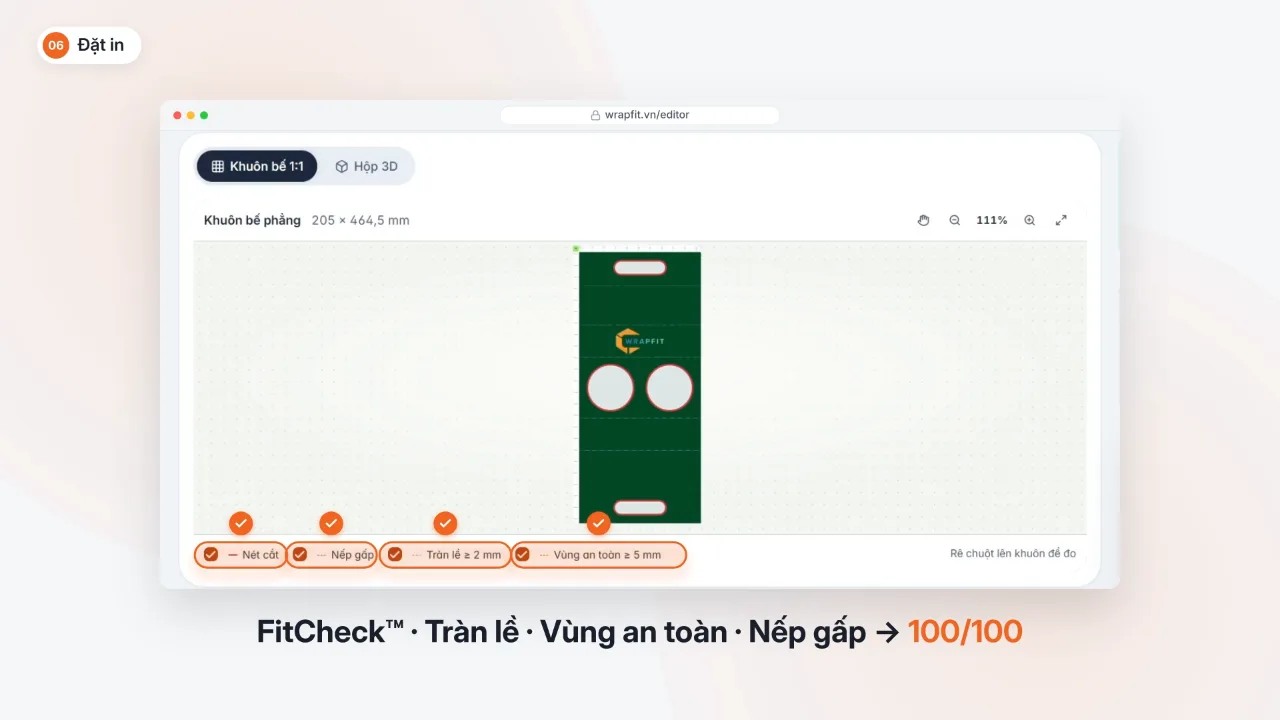 06 Đặt in
wrapfit.vn/editor
Khuôn bế 1:1 Hộp 3D
Khuôn bế phẳng 205 × 464,5 mm
111%
WRAPFIT
Nét cắt Nếp gấp Tràn lề ≥ 2 mm Vùng an toàn ≥ 5 mm
Rê chuột lên khuôn để đo
FitCheck™ · Tràn lề · Vùng an toàn · Nếp gấp → 100/100